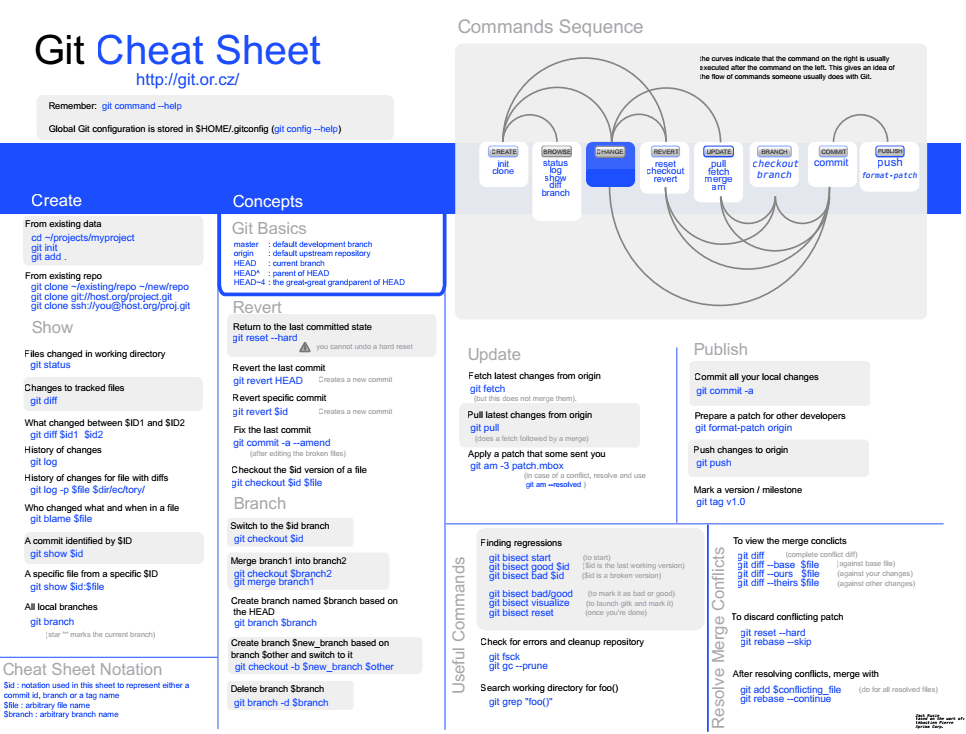 Git Cheat Sheet
http://git.or.cz/
Remember: git command --help
Global Git configuration is stored in $HOME/.gitconfig (git config --help)
Commands Sequence
the curves indicate that the command on the right is usually
executed after the command on the left. This gives an idea of
the flow of commands someone usually does with Git.
CREATE
init
clone
BROWSE
status
log
show
diff
branch
CHANGE
REVERT
reset
checkout
revert
UPDATE
pull
fetch
merge
am
BRANCH
checkout
branch
COMMIT
commit
PUBLISH
push
format-patch
Create
From existing data
cd ~/projects/myproject
git init
git add .
From existing repo
git clone ~/existing/repo ~/new/repo
git clone git://host.org/project.git
git clone ssh://you@host.org/proj.git
Show
Files changed in working directory
git status
Changes to tracked files
git diff
What changed between $ID1 and $ID2
git diff $id1 $id2
History of changes
git log
History of changes for file with diffs
git log -p $file $dir/ec/tory/
Who changed what and when in a file
git blame $file
A commit identified by $ID
git show $id
A specific file from a specific $ID
git show $id:$file
All local branches
git branch
(star '*' marks the current branch)
Cheat Sheet Notation
$id : notation used in this sheet to represent either a
commit id, branch or a tag name
$file : arbitrary file name
$branch : arbitrary branch name
Concepts
Git Basics
master : default development branch
origin : default upstream repository
HEAD : current branch
HEAD^ : parent of HEAD
HEAD~4 : the great-great grandparent of HEAD
Revert
Return to the last committed state
git reset --hard
you cannot undo a hard reset
Revert the last commit
git revert HEAD Creates a new commit
Revert specific commit
git revert $id Creates a new commit
Fix the last commit
git commit -a --amend
(after editing the broken files)
Checkout the $id version of a file
git checkout $id $file
Branch
Switch to the $id branch
git checkout $id
Merge branch1 into branch2
git checkout $branch2
git merge branch1
Create branch named $branch based on
the HEAD
git branch $branch
Create branch $new_branch based on
branch $other and switch to it
git checkout -b $new_branch $other
Delete branch $branch
git branch -d $branch
Update
Fetch latest changes from origin
git fetch
(but this does not merge them).
Pull latest changes from origin
git pull
(does a fetch followed by a merge)
Apply a patch that some sent you
git am -3 patch.mbox
(in case of a conflict, resolve and use
git am --resolved )
Publish
Commit all your local changes
git commit -a
Prepare a patch for other developers
git format-patch origin
Push changes to origin
git push
Mark a version / milestone
git tag v1.0
Useful Commands
Finding regressions
git bisect start (to start)
git bisect good $id ($id is the last working version)
git bisect bad $id ($id is a broken version)
git bisect bad/good (to mark it as bad or good)
git bisect visualize (to launch gitk and mark it)
git bisect reset (once you're done)
Check for errors and cleanup repository
git fsck
git gc --prune
Search working directory for foo()
git grep "foo()"
Resolve Merge Conflicts
To view the merge conclicts
git diff (complete conflict diff)
git diff --base $file (against base file)
git diff --ours $file (against your changes)
git diff --theirs $file (against other changes)
To discard conflicting patch
git reset --hard
git rebase --skip
After resolving conflicts, merge with
git add $conflicting_file (do for all resolved files)
git rebase --continue
Zack Rusin
based on the work of:
Sébastien Pierre
Xprima Corp.